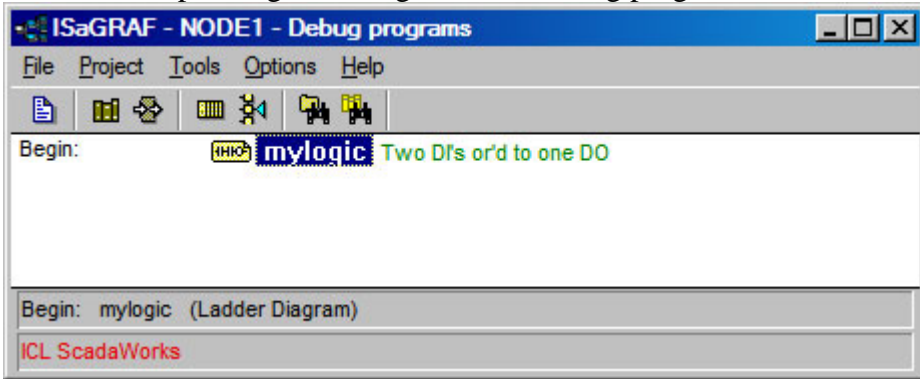 ISaGRAF - NODE1 - Debug programs
File Project Tools Options Help
Begin: mylogic Two DI's or'd to one DO
Begin: mylogic (Ladder Diagram)
ICL ScadaWorks